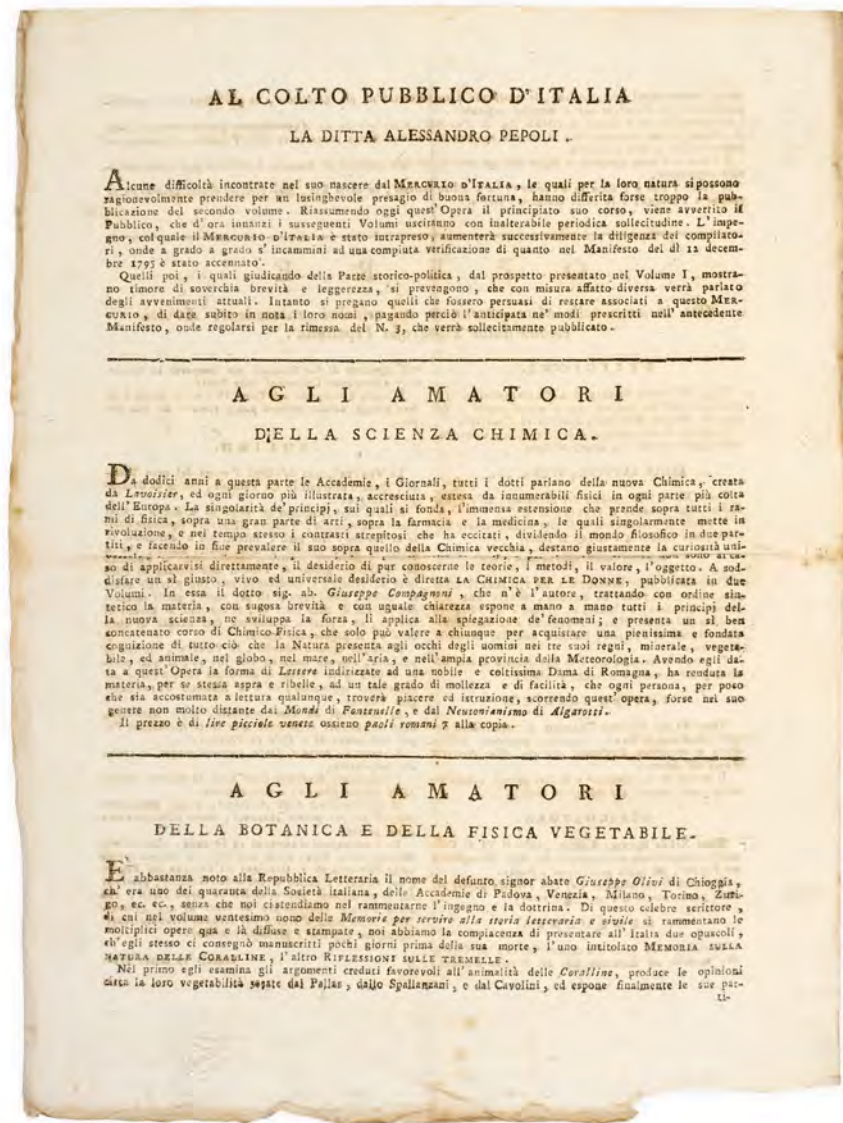 AL COLTO PUBBLICO D'ITALIA
LA DITTA ALESSANDRO PEPOLI.
Alcune difficoltà incontrate nel suo nascere dal MERCURIO D'ITALIA, le quali per la loro natura si possono
ragionevolmente prendere per un lusinghevole presagio di buona fortuna, hanno differita forse troppo la pub-
blicazione del secondo volume. Riassumendo oggi quest'Opera il principiato suo corso, viene avvertito il
Pubblico, che d'ora innanzi i susseguenti Volumi usciranno con inalterabile periodica sollecitudine. L'impe-
gno, col quale il MERCURIO D'ITALIA è stato intrapreso, aumenterà successivamente la diligenza dei compilato-
ri, onde a grado a grado s'incammini ad una compiuta verificazione di quanto nel Manifesto del dì 12 decem-
bre 1795 è stato accennato.
Quelli poi, i quali giudicando della Parte storico-politica, dal prospetto presentato nel Volume I, mostra-
no timore di soverchia brevità e leggerezza, si prevengono, che con misura affatto diversa verrà parlato
degli avvenimenti attuali. Intanto si pregano quelli che fossero persuasi di restare associati a questo MER-
CURIO, di dare subito in nota i loro nomi, pagando perciò l'anticipata ne' modi prescritti nell'antecedente
Manifesto, onde regolarsi per la rimessa del N. 3, che verrà sollecitamente pubblicato.
AGLI AMATORI
DELLA SCIENZA CHIMICA.
Da dodici anni a questa parte le Accademie, i Giornali, tutti i dotti parlano della nuova Chimica, creata
da Lavoisier, ed ogni giorno più illustrata, accresciuta, estesa da innumerabili fisici in ogni parte più colta
dell'Europa. La singolarità de' principj, sui quali si fonda, l'immensa estensione che prende sopra tutti i ra-
mi di fisica, sopra una gran parte di arti, sopra la farmacia e la medicina, le quali singolarmente mette in
rivoluzione, e nel tempo stesso i contrasti strepitosi che ha eccitati, dividendo il mondo filosofico in due par-
titi, e facendo in fine prevalere il suo sopra quello della Chimica vecchia, destano giustamente la curiosità uni-
so di applicarvisi direttamente, il desiderio di pur conoscerne le teorie, i metodi, il valore, l'oggetto. A sod-
disfare un sì giusto, vivo ed universale desiderio è diretta LA CHIMICA PER LE DONNE, pubblicata in due
Volumi. In essa il dotto sig. ab. Giuseppe Compagnoni, che n'è l'autore, trattando con ordine sin-
tetico la materia, con sugosa brevità e con uguale chiarezza espone a mano a mano tutti i principj del-
la nuova scienza, ne sviluppa la forza, li applica alla spiegazione de' fenomeni; e presenta un sì ben
concatenato corso di Chimico-Fisica, che solo può valere a chiunque per acquistare una pienissima e fondata
cognizione di tutto ciò che la Natura presenta agli occhi degli uomini nei tre suoi regni, minerale, vegeta-
bile, ed animale, nel globo, nel mare, nell'aria, e nell'ampia provincia della Meteorologia. Avendo egli da-
ta a quest'Opera la forma di Lettere indirizzate ad una nobile e coltissima Dama di Romagna, ha renduta la
materia, per se stessa aspra e ribelle, ad un tale grado di mollezza e di facilità, che ogni persona, per poco
che sia accostumata a lettura qualunque, troverà piacere ed istruzione, scorrendo quest'opera, forse nel suo
genere non molto distante dai Mondi di Fontenelle, e dal Neutonianismo di Algarotti.
Il prezzo è di lire picciole venete ossieno paoli romani 7 alla copia.
AGLI AMATORI
DELLA BOTANICA E DELLA FISICA VEGETABILE.
E' abbastanza noto alla Repubblica Letteraria il nome del defunto signor abate Giuseppe Olivi di Chioggia,
ch'era uno dei quaranta della Società italiana, delle Accademie di Padova, Venezia, Milano, Torino, Zuri-
go, ec. ec., senza che noi ci stendiamo nel rammentarne l'ingegno e la dottrina. Di questo celebre scrittore,
di cui nel volume ventesimo nono delle Memorie per servire alla storia letteraria e civile si rammentano le
moltiplici opere qua e là diffuse e stampate, noi abbiamo la compiacenza di presentare all'Italia due opuscoli,
ch'egli stesso ci consegnò manuscritti pochi giorni prima della sua morte, l'uno intitolato MEMORIA SULLA
NATURA DELLE CORALLINE, l'altro RIFLESSIONI SULLE TREMELLE.
Nel primo egli esamina gli argomenti creduti favorevoli all'animalità delle Coralline, produce le opinioni
circa la loro vegetabilità segate dal Pallas, dallo Spallanzani, e dal Cavolini, ed espone finalmente le sue par-
ti-